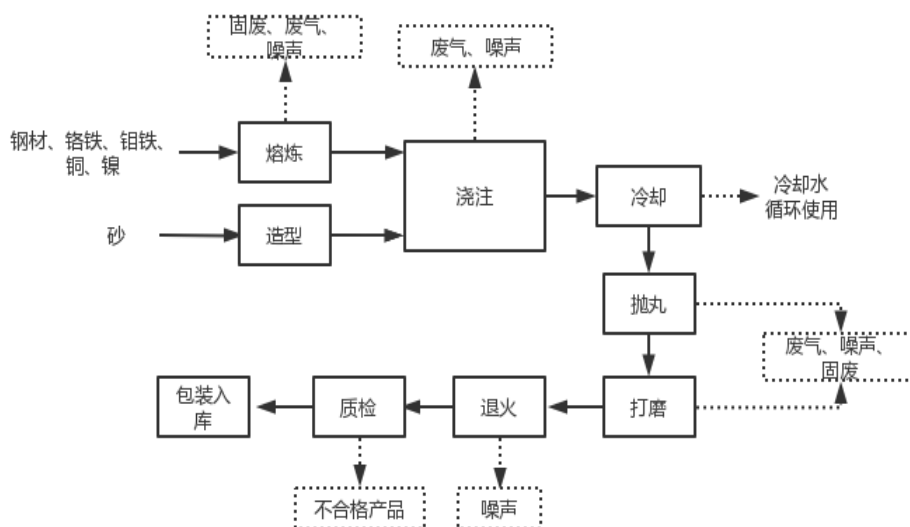 固废、废气、
噪声
废气、噪声
钢材、铬铁、钼铁、
铜、镍
熔炼
浇注
冷却
冷却水
循环使用
砂
造型
抛丸
废气、噪声、
固废
包装入
库
质检
退火
打磨
不合格产品
噪声